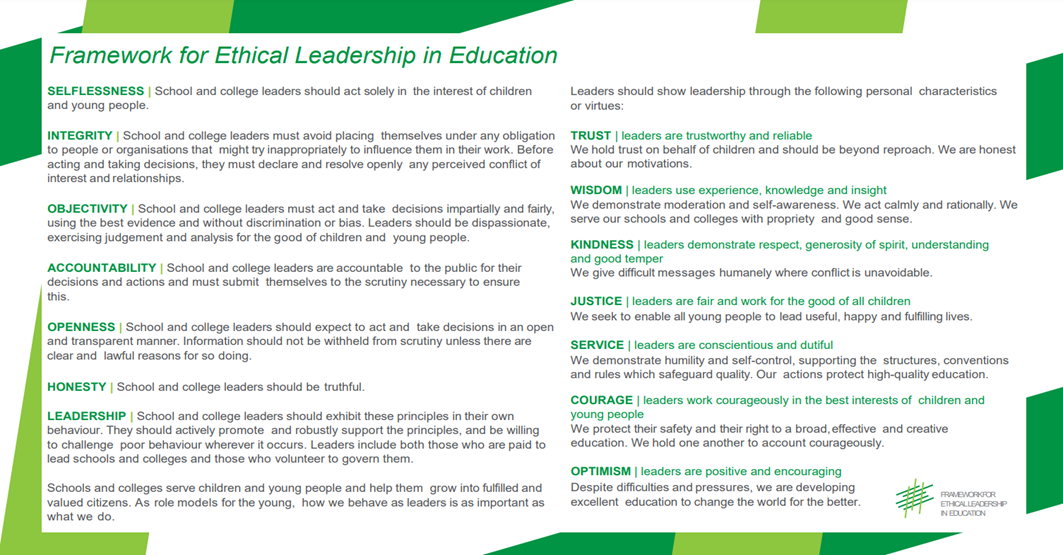 Framework for Ethical Leadership in Education
SELFLESSNESS | School and college leaders should act solely in the interest of children
and young people.
INTEGRITY | School and college leaders must avoid placing themselves under any obligation
to people or organisations that might try inappropriately to influence them in their work. Before
acting and taking decisions, they must declare and resolve openly any perceived conflict of
interest and relationships.
OBJECTIVITY | School and college leaders must act and take decisions impartially and fairly,
using the best evidence and without discrimination or bias. Leaders should be dispassionate,
exercising judgement and analysis for the good of children and young people.
ACCOUNTABILITY | School and college leaders are accountable to the public for their
decisions and actions and must submit themselves to the scrutiny necessary to ensure
this.
OPENNESS | School and college leaders should expect to act and take decisions in an open
and transparent manner. Information should not be withheld from scrutiny unless there are
clear and lawful reasons for so doing.
HONESTY | School and college leaders should be truthful.
LEADERSHIP | School and college leaders should exhibit these principles in their own
behaviour. They should actively promote and robustly support the principles, and be willing
to challenge poor behaviour wherever it occurs. Leaders include both those who are paid to
lead schools and colleges and those who volunteer to govern them.
Schools and colleges serve children and young people and help them grow into fulfilled and
valued citizens. As role models for the young, how we behave as leaders is as important as
what we do.
Leaders should show leadership through the following personal characteristics
or virtues:
TRUST | leaders are trustworthy and reliable
We hold trust on behalf of children and should be beyond reproach. We are honest
about our motivations.
WISDOM | leaders use experience, knowledge and insight
We demonstrate moderation and self-awareness. We act calmly and rationally. We
serve our schools and colleges with propriety and good sense.
KINDNESS | leaders demonstrate respect, generosity of spirit, understanding
and good temper
We give difficult messages humanely where conflict is unavoidable.
JUSTICE | leaders are fair and work for the good of all children
We seek to enable all young people to lead useful, happy and fulfilling lives.
SERVICE | leaders are conscientious and dutiful
We demonstrate humility and self-control, supporting the structures, conventions
and rules which safeguard quality. Our actions protect high-quality education.
COURAGE | leaders work courageously in the best interests of children and
young people
We protect their safety and their right to a broad, effective and creative
education. We hold one another to account courageously.
OPTIMISM | leaders are positive and encouraging
Despite difficulties and pressures, we are developing
excellent education to change the world for the better.
FRAMEWORK FOR
ETHICAL LEADERSHIP
IN EDUCATION